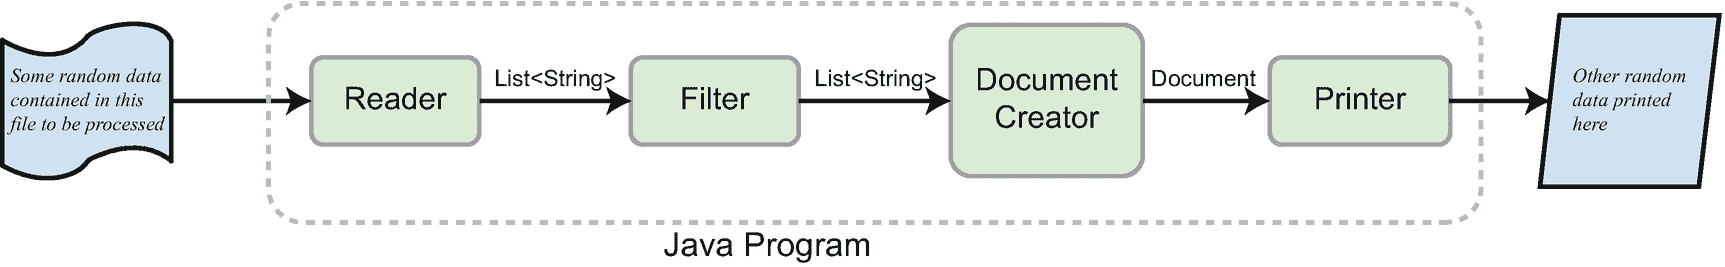 Some random data
contained in this
file to be processed
Reader
List<String>
Filter
List<String>
Document
Creator
Document
Printer
Other random
data printed
here
Java Program